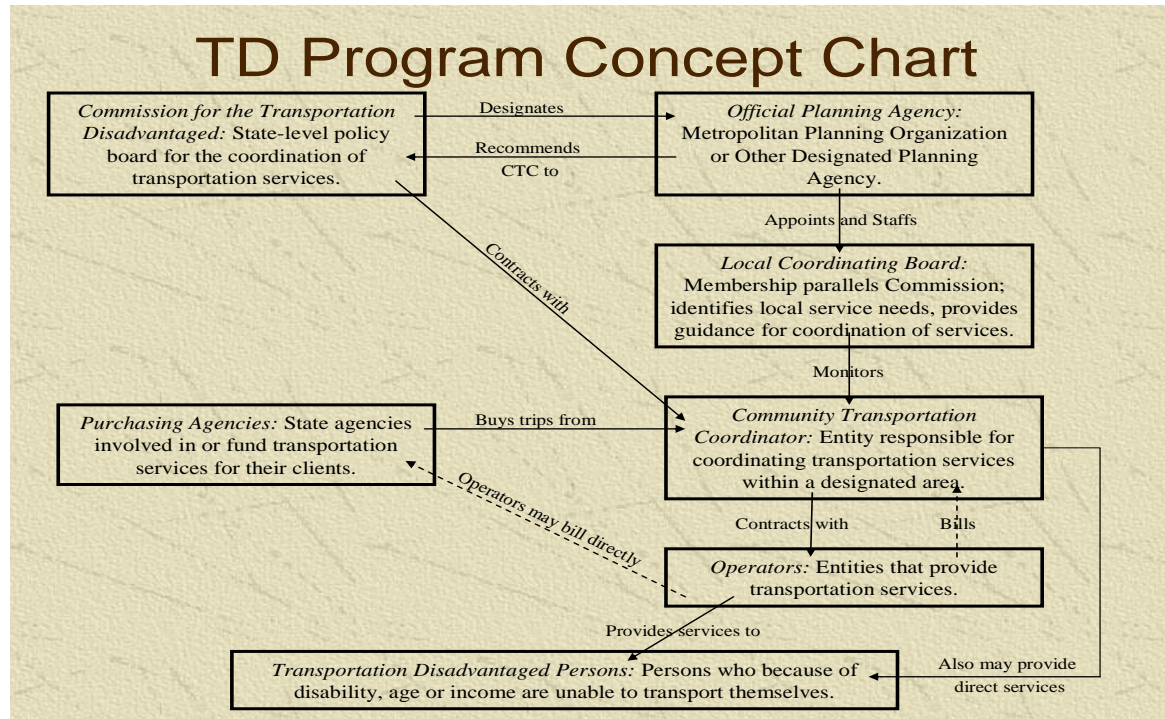 TD Program Concept Chart
Commission for the Transportation
Disadvantaged: State-level policy
board for the coordination of
transportation services.
Designates
Recommends
CTC to
Official Planning Agency:
Metropolitan Planning Organization
or Other Designated Planning
Agency.
Appoints and Staffs
Local Coordinating Board:
Membership parallels Commission;
identifies local service needs, provides
guidance for coordination of services.
Contracts with
Monitors
Purchasing Agencies: State agencies
involved in or fund transportation
services for their clients.
Buys trips from
Community Transportation
Coordinator: Entity responsible for
coordinating transportation services
within a designated area.
Operators may bill directly
Contracts with
Bills
Operators: Entities that provide
transportation services.
Provides services to
Transportation Disadvantaged Persons: Persons who because of
disability, age or income are unable to transport themselves.
Also may provide
direct services